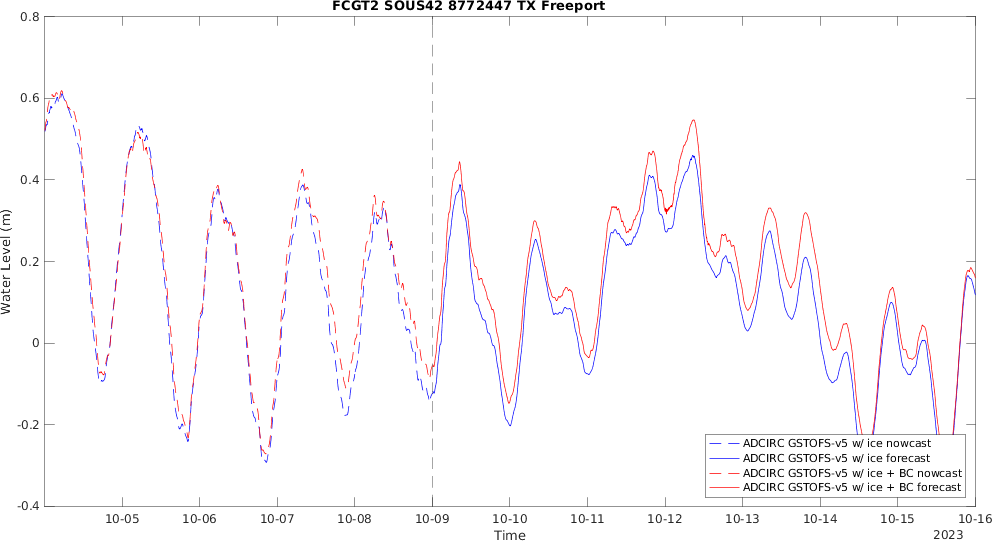 FCGT2 SOUS42 8772447 TX Freeport
0.8
0.6
0.4
0.2
0
-0.2
-0.4
Water Level (m)
ADCIRC GSTOFS-v5 w/ ice nowcast
ADCIRC GSTOFS-v5 w/ ice forecast
ADCIRC GSTOFS-v5 w/ ice + BC nowcast
ADCIRC GSTOFS-v5 w/ ice + BC forecast
10-05 10-06 10-07 10-08 10-09 10-10 10-11 10-12 10-13 10-14 10-15 10-16
Time
2023